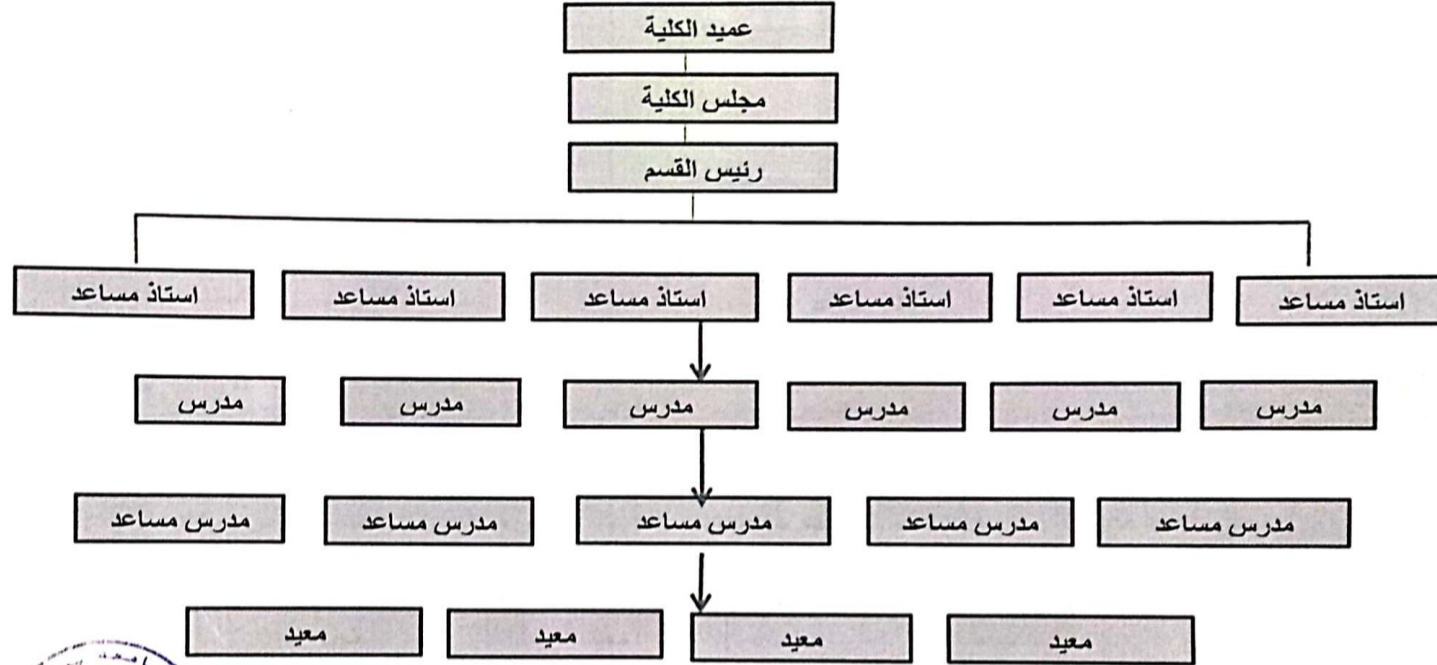 عميد الكلية
مجلس الكلية
رئيس القسم
استاذ مساعد
استاذ مساعد
استاذ مساعد
استاذ مساعد
استاذ مساعد
استاذ مساعد
مدرس
مدرس
مدرس
مدرس
مدرس
مدرس
مدرس مساعد
مدرس مساعد
مدرس مساعد
مدرس مساعد
مدرس مساعد
معيد
معيد
معيد
معيد